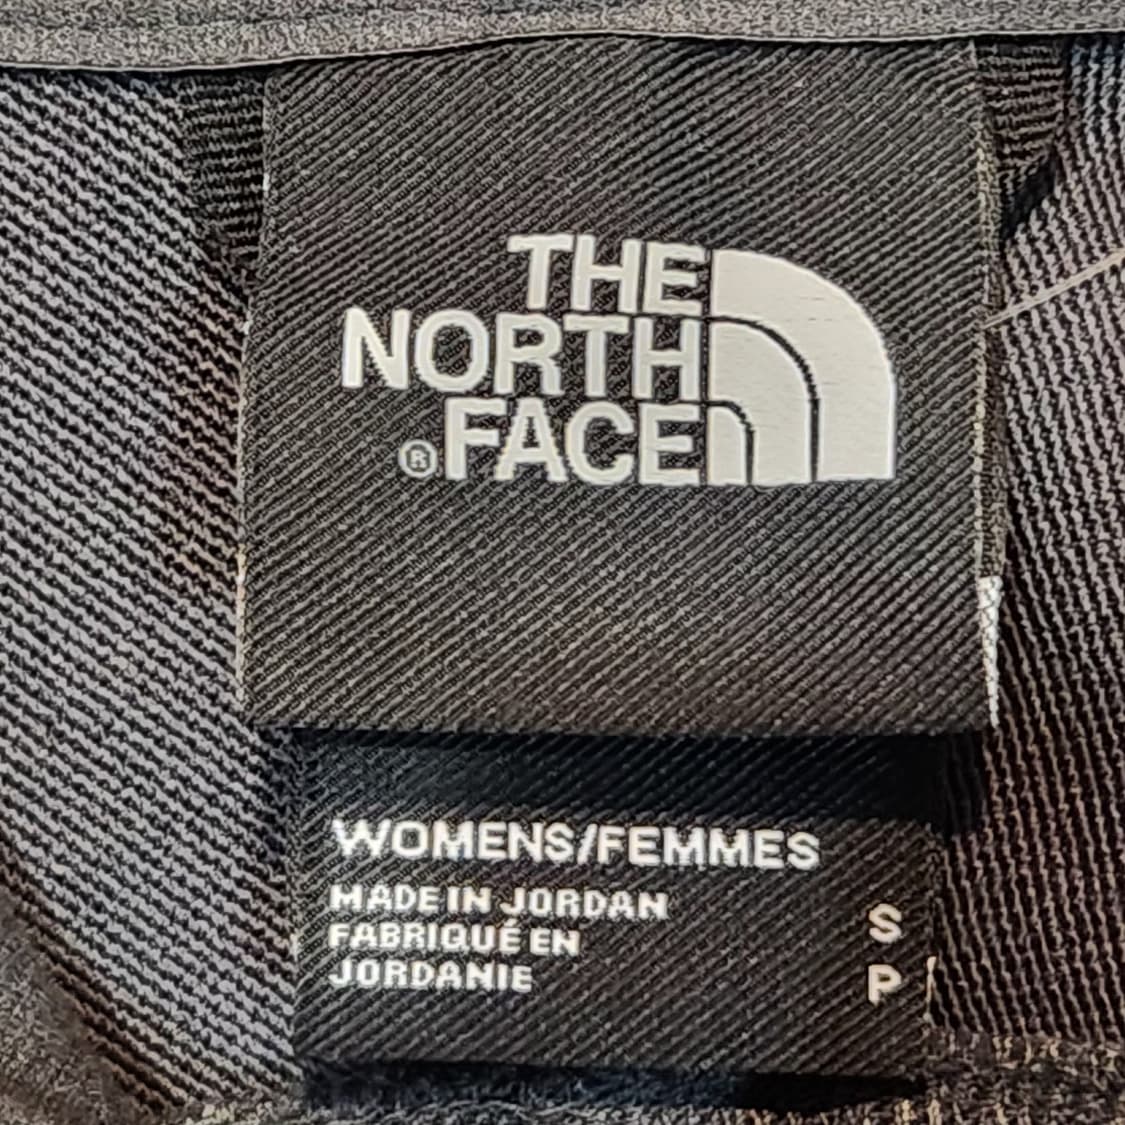 THE
NORTH
®FACE
WOMENS/FEMMES
MADE IN JORDAN
FABRIQUÉ EN
JORDANIE
S
P